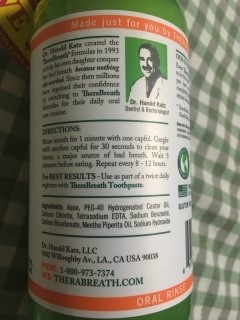 Made just for you by
Dr. Harold Katz created the
TheraBreath® formulas in 1993
to help his own daughter conquer
her bad breath because nothing
else worked. Since then millions
have regained their confidence
by switching to TheraBreath
formulas for their daily oral
care routine.
Dr. Harold Katz
Dentist & Bacteriologist
DIRECTIONS:
Rinse mouth for 1 minute with one capful. Gargle
with another capful for 30 seconds to clean your
throat, a major source of bad breath. Wait 5
minutes before eating. Repeat every 8 - 12 hours.
For BEST RESULTS - Use as part of a twice daily
regimen with TheraBreath Toothpaste.
Ingredients: Aqua, PEG-40 Hydrogenated Castor Oil,
Sodium Chlorite, Tetrasodium EDTA, Sodium Benzoate,
Sodium Bicarbonate, Mentha Piperita Oil, Sodium Hydroxide
Dr. Harold Katz, LLC
Willoughby Av., LA., CA USA 90038
PHONE: 1-800-973-7374
WEB: THERABREATH.COM
ORAL RINSE